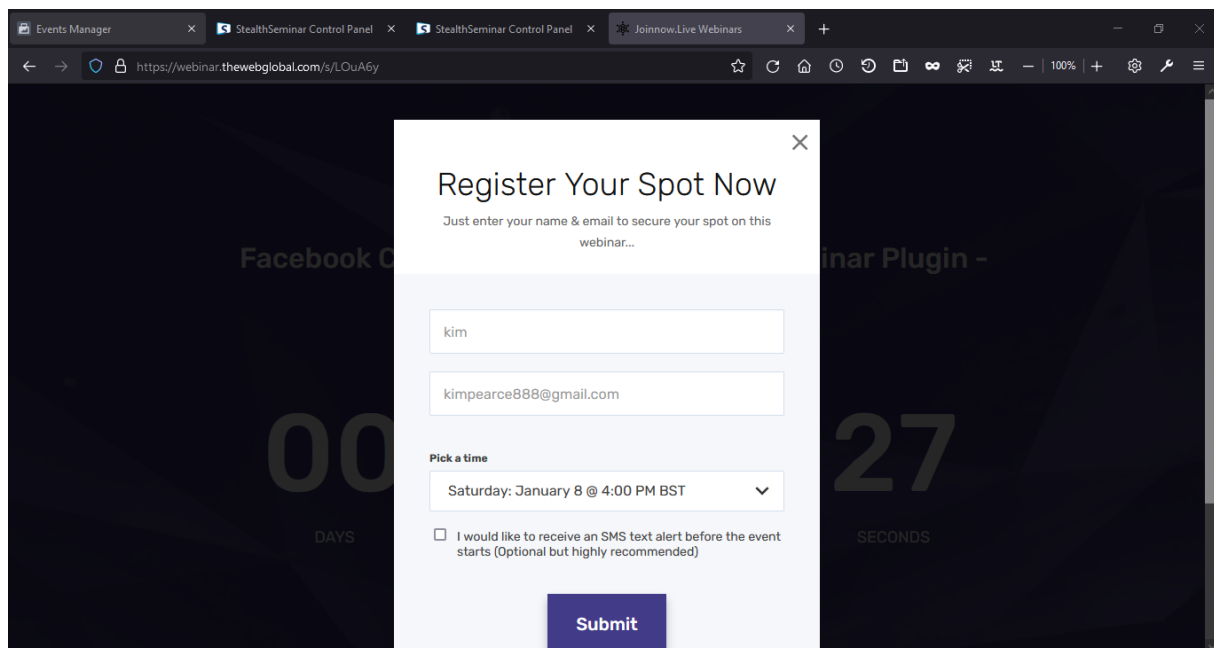 Events Manager
StealthSeminar Control Panel
StealthSeminar Control Panel
Joinnow.Live Webinars
https://webinar.thewebglobal.com/s/LOuA6y
100%
Register Your Spot Now
Just enter your name & email to secure your spot on this
webinar...
Facebook C
inar Plugin -
kim
kimpearce888@gmail.com
Pick a time
Saturday: January 8 @ 4:00 PM BST
00
27
DAYS
SECONDS
I would like to receive an SMS text alert before the event
starts (Optional but highly recommended)
Submit